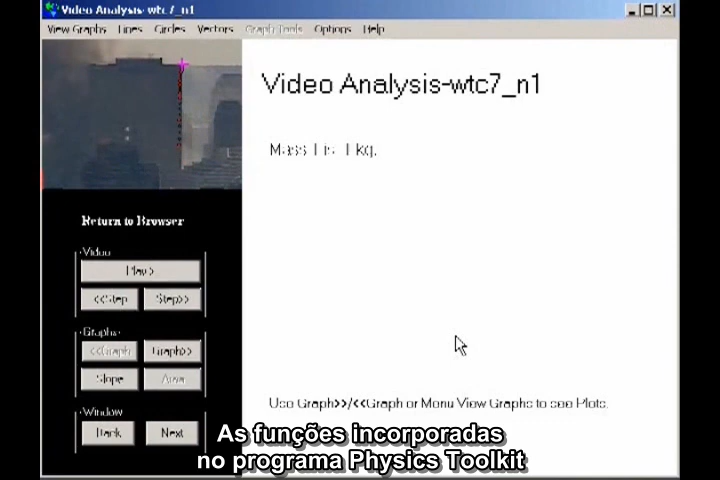 Video Analysis- wtc7_n1
View Graphs Lines Circles Vectors Graph Tools Options Help
Video Analysis-wtc7_n1
Mass 1 is 1 kg.
Return to Browser
Video
Play>
<<Step Step>>
Graphs
<<Graph Graph>>
Slope Area
Window
Back Next
Use Graph>>/<<Graph or Menu View Graphs to see Plots.
As funções incorporadas
no programa Physics Toolkit